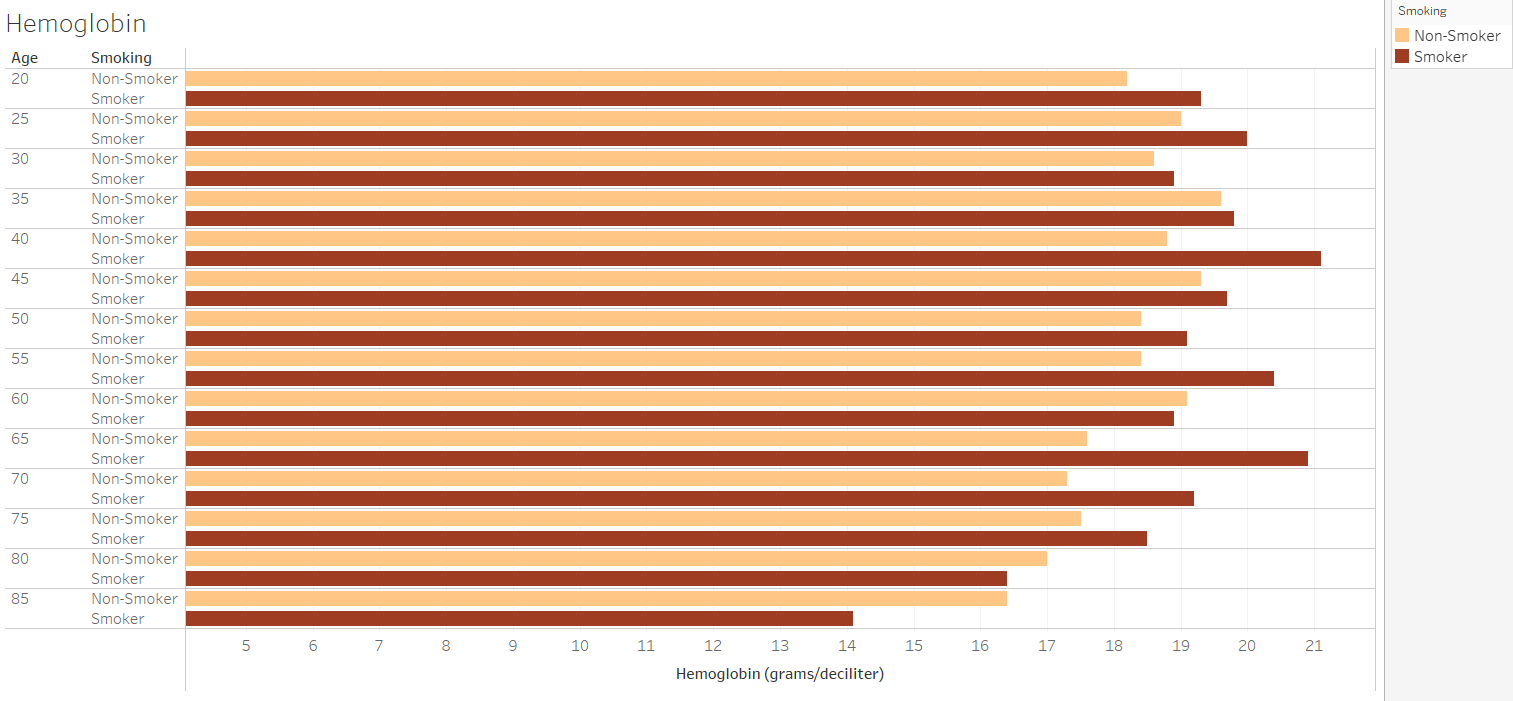 Hemoglobin
Smoking
Non-Smoker
Smoker
Age Smoking
20 Non-Smoker
Smoker
25 Non-Smoker
Smoker
30 Non-Smoker
Smoker
35 Non-Smoker
Smoker
40 Non-Smoker
Smoker
45 Non-Smoker
Smoker
50 Non-Smoker
Smoker
55 Non-Smoker
Smoker
60 Non-Smoker
Smoker
65 Non-Smoker
Smoker
70 Non-Smoker
Smoker
75 Non-Smoker
Smoker
80 Non-Smoker
Smoker
85 Non-Smoker
Smoker
5 6 7 8 9 10 11 12 13 14 15 16 17 18 19 20 21
Hemoglobin (grams/deciliter)